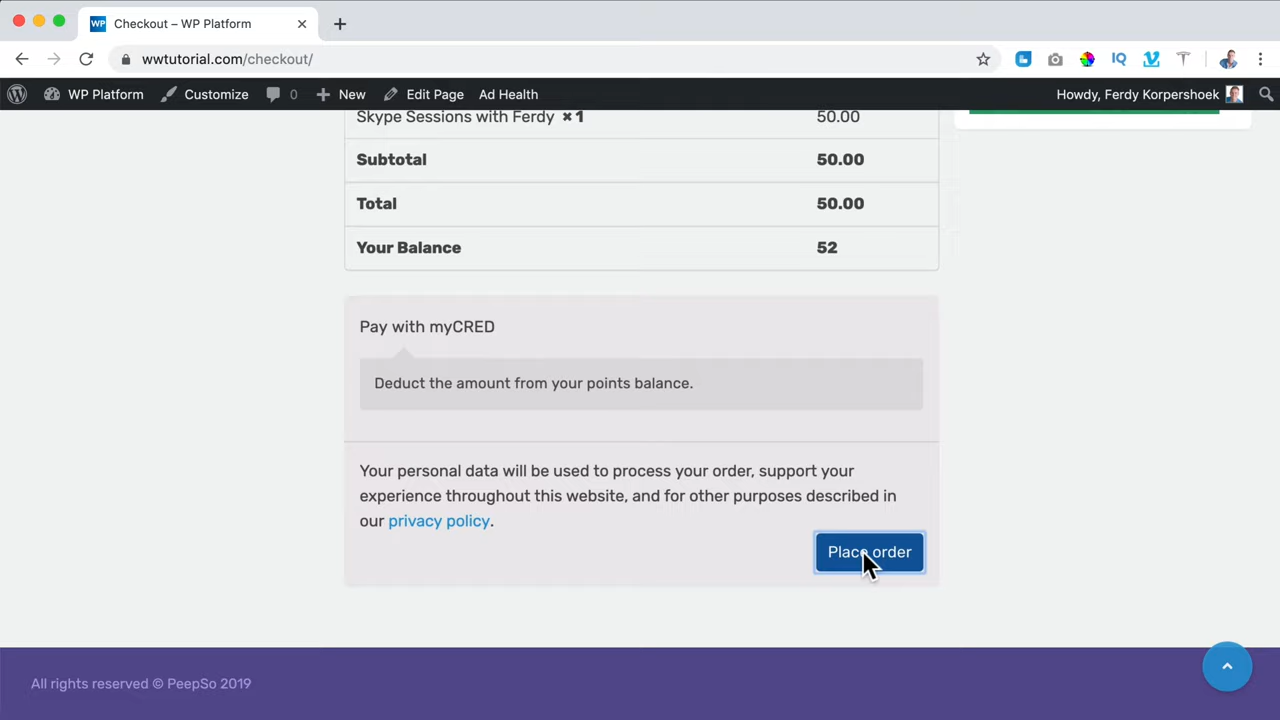 WP Checkout – WP Platform
wwtutorial.com/checkout/
IQ
WP Platform Customize 0 New Edit Page Ad Health Howdy, Ferdy Korpershoek
Skype Sessions with Ferdy × 1 50.00
Subtotal 50.00
Total 50.00
Your Balance 52
Pay with myCRED
Deduct the amount from your points balance.
Your personal data will be used to process your order, support your
experience throughout this website, and for other purposes described in
our privacy policy.
Place order
All rights reserved © PeepSo 2019